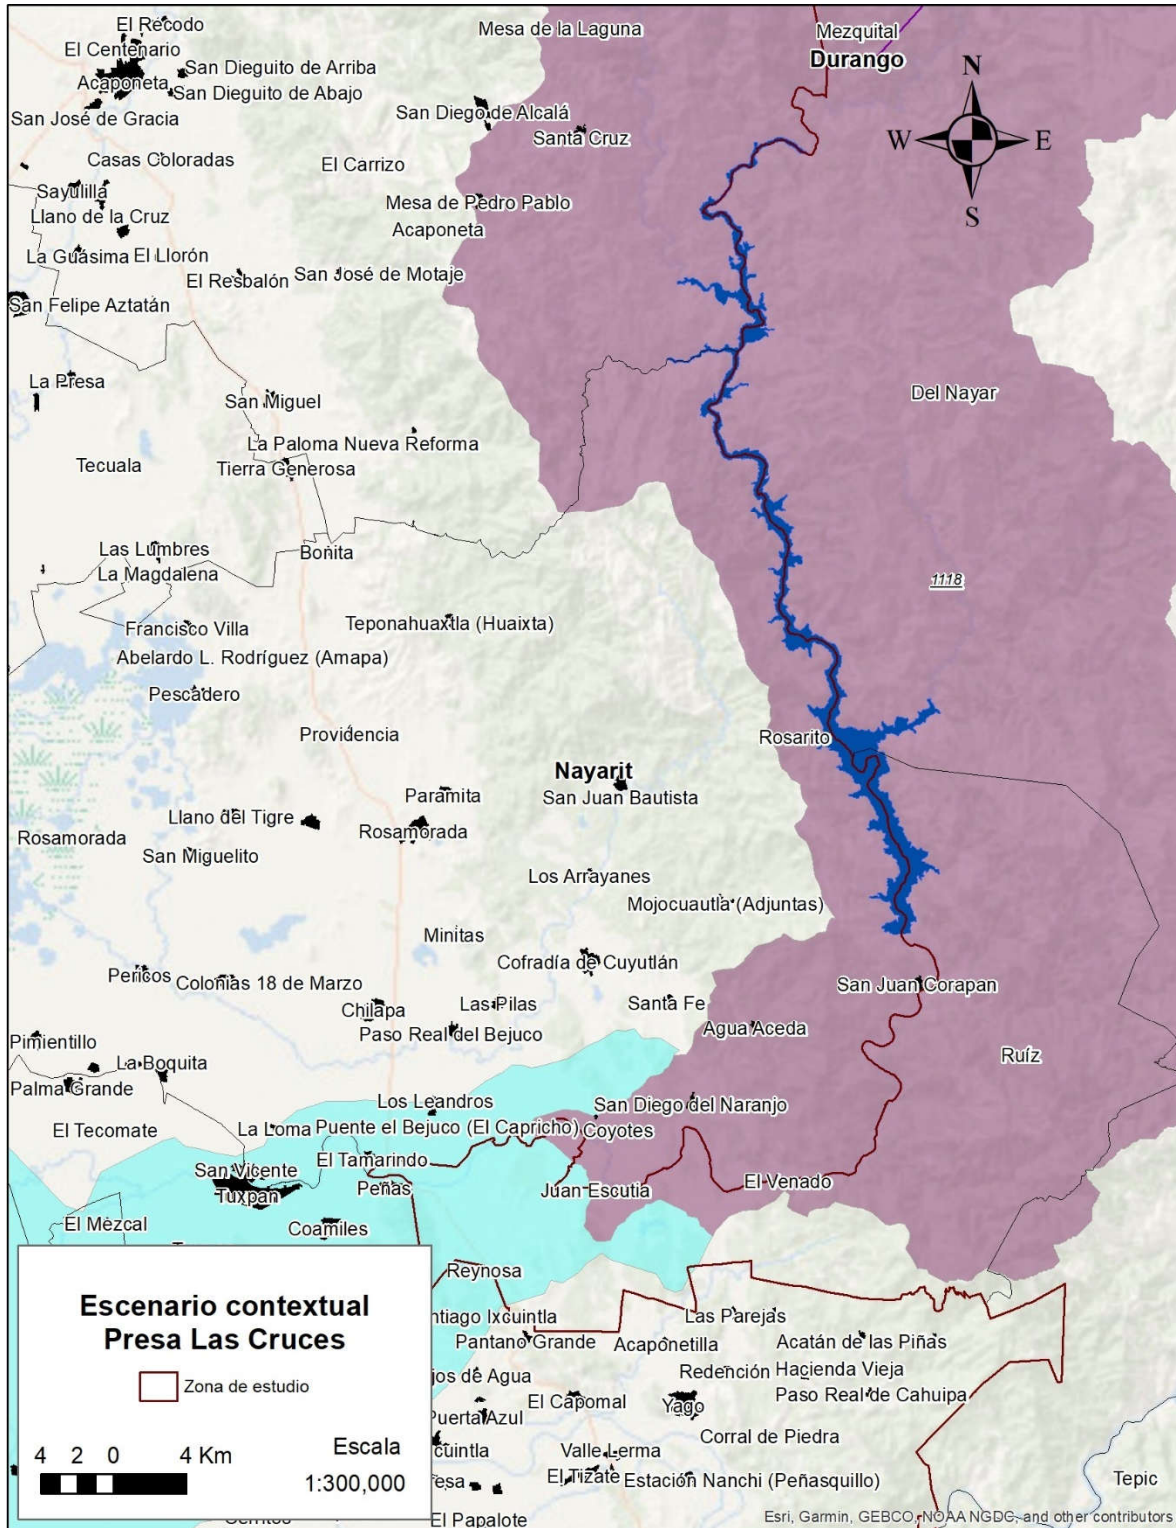 El Recodo
Mesa de la Laguna
Mezquital
El Centenario
Durango
San Dieguito de Arriba
N
Acaponeta
San Dieguito de Abajo
San José de Gracia
San Diego de Alcalá
Santa Cruz
W
E
Casas Coloradas
El Carrizo
Sayulilla
Mesa de Pedro Pablo
S
Llano de la Cruz
Acaponeta
La Guásima
El Llorón
El Resbalón
San José de Motaje
San Felipe Aztatán
La Presa
San Miguel
Del Nayar
La Paloma
Nueva Reforma
Tecuala
Tierra Generosa
Las Lumbres
Bonita
La Magdalena
1118
Francisco Villa
Teponahuaxtla (Huaixta)
Abelardo L. Rodríguez (Amapa)
Pescadero
Providencia
Rosarito
Nayarit
Paramita
San Juan Bautista
Llano del Tigre
Rosamorada
Rosamorada
San Miguelito
Los Arrayanes
Mojocuautla (Adjuntas)
Minitas
Cofradía de Cuyutlán
Pericos
Colonias 18 de Marzo
San Juan Corapan
Chilapa
Las Pilas
Santa Fe
Pimientillo
Paso Real del Bejuco
Agua Aceda
Ruíz
La Boquita
Palma Grande
Los Leandros
San Diego del Naranjo
El Tecomate
La Loma
Puente el Bejuco (El Capricho)
Coyotes
San Vicente
El Tamarindo
Tuxpan
Peñas
Juan Escutia
El Venado
El Mezcal
Coamiles
Reynosa
Escenario contextual
Presa Las Cruces
Zona de estudio
4 2 0 4 Km
Escala
1:300,000
ntiago Ixcuintla
Las Parejas
Pantano Grande
Acaponetilla
Acatán de las Piñas
jos de Agua
Redención
Hacienda Vieja
El Capomal
Yago
Paso Real de Cahuipa
Puerta Azul
Corral de Piedra
cuintla
Valle Lerma
esa
El Tizate
Estación Nanchi (Peñasquillo)
Tepic
El Papalote
Esri, Garmin, GEBCO, NOAA NGDC, and other contributors